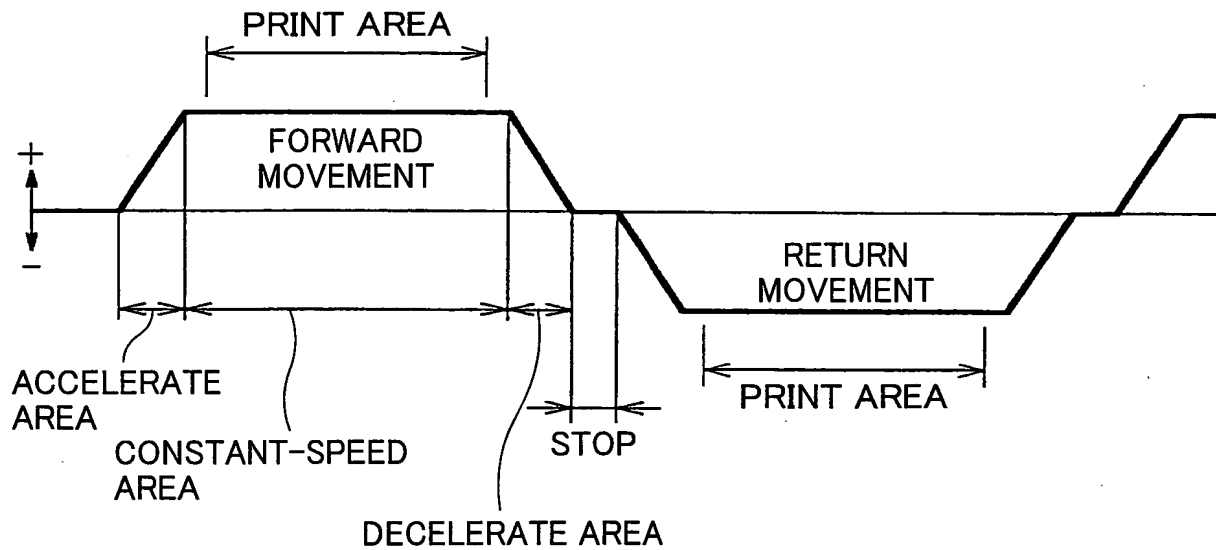 PRINT AREA
FORWARD
MOVEMENT
+
-
RETURN
MOVEMENT
ACCELERATE
AREA
PRINT AREA
STOP
CONSTANT-SPEED
AREA
DECELERATE AREA